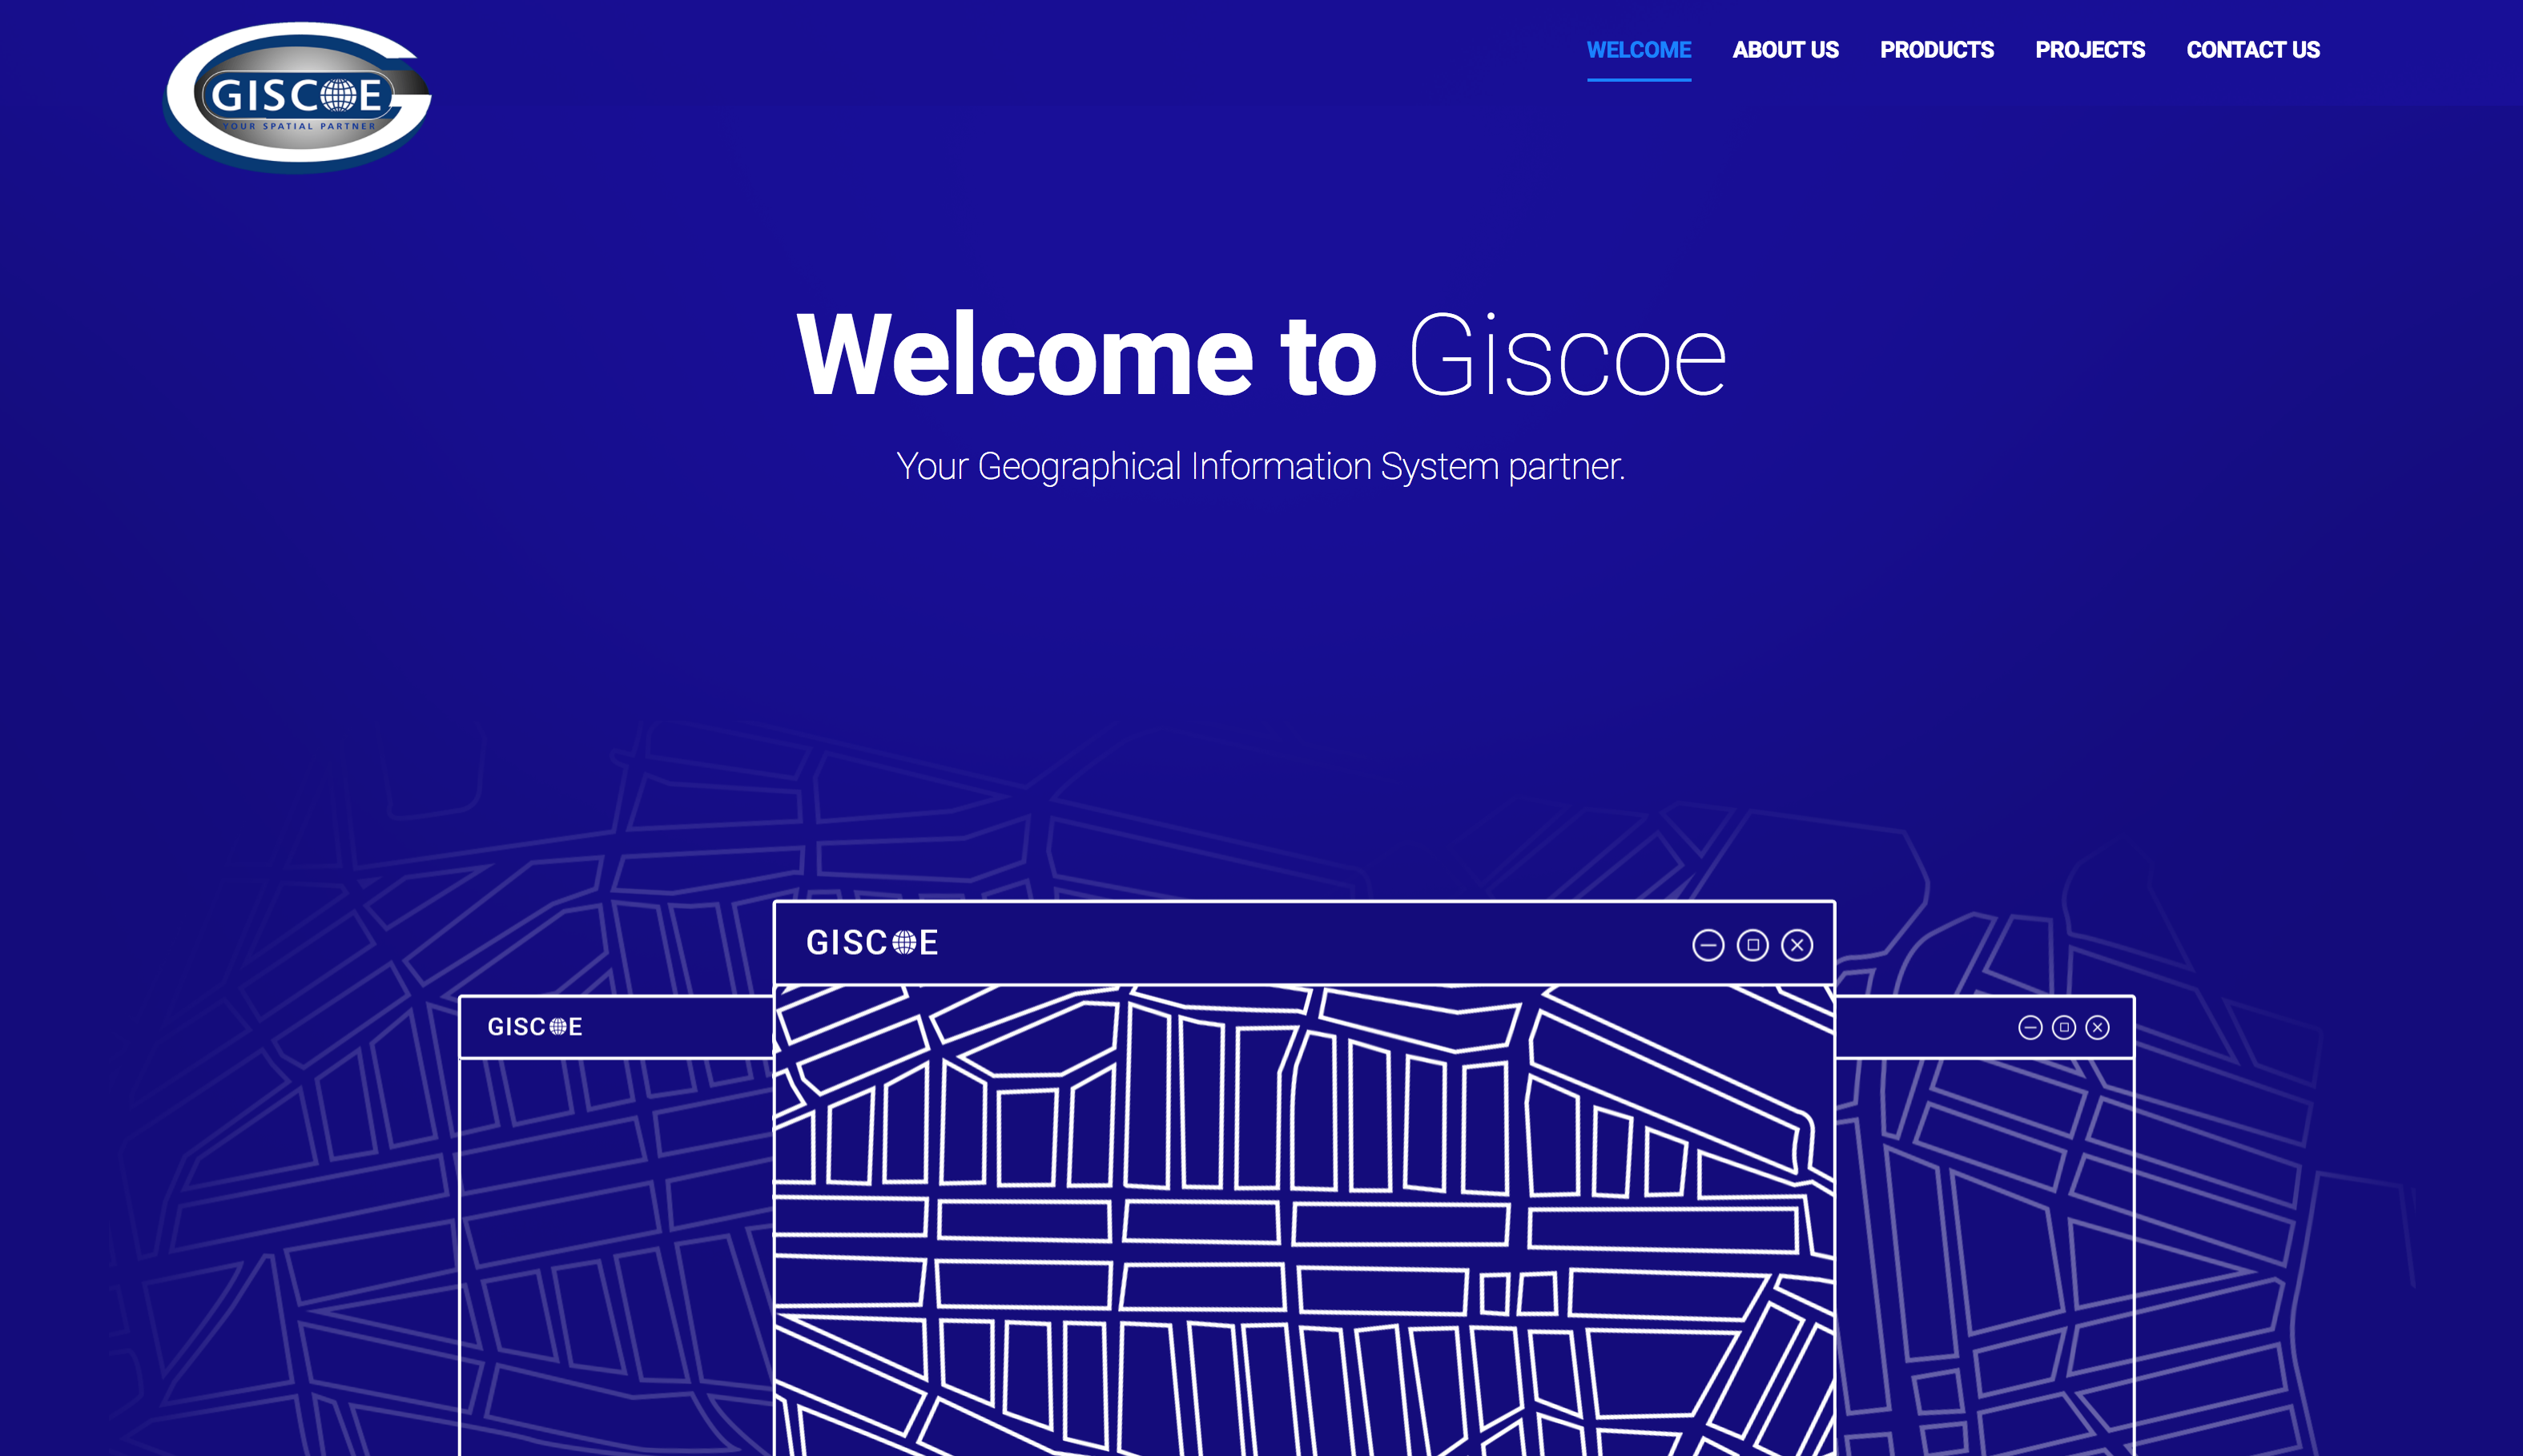 GISCOE
YOUR SPATIAL PARTNER
WELCOME ABOUT US PRODUCTS PROJECTS CONTACT US
Welcome to Giscoe
Your Geographical Information System partner.
GISCOE
GISCOE